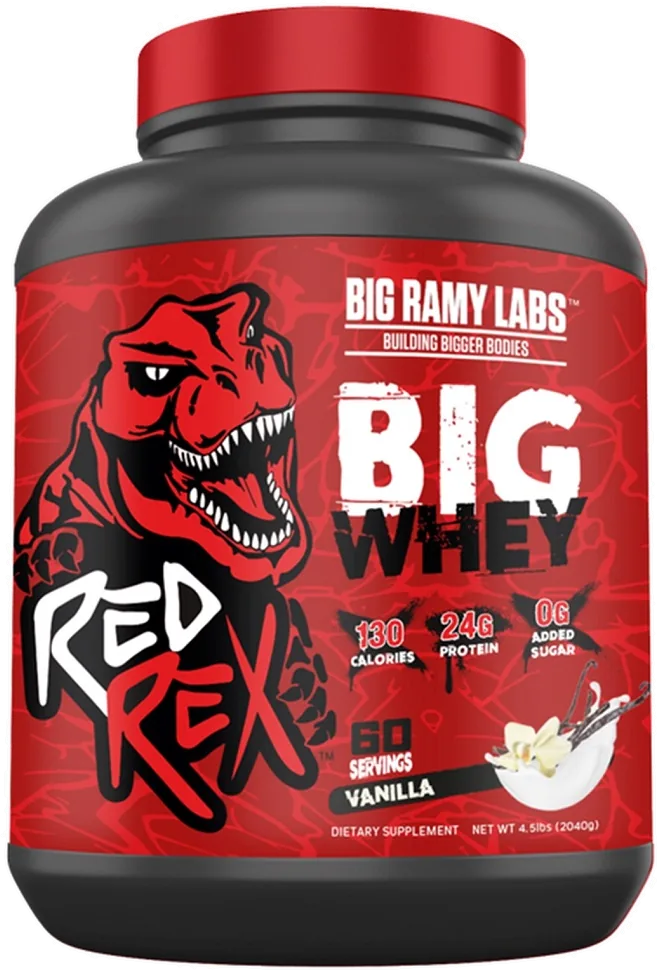 BIG RAMY LABS™
BUILDING BIGGER BODIES
BIG
WHEY
RED
REX™
130
CALORIES
24G
PROTEIN
0G
ADDED
SUGAR
60
SERVINGS
VANILLA
DIETARY SUPPLEMENT NET WT 4.5lbs (2040g)